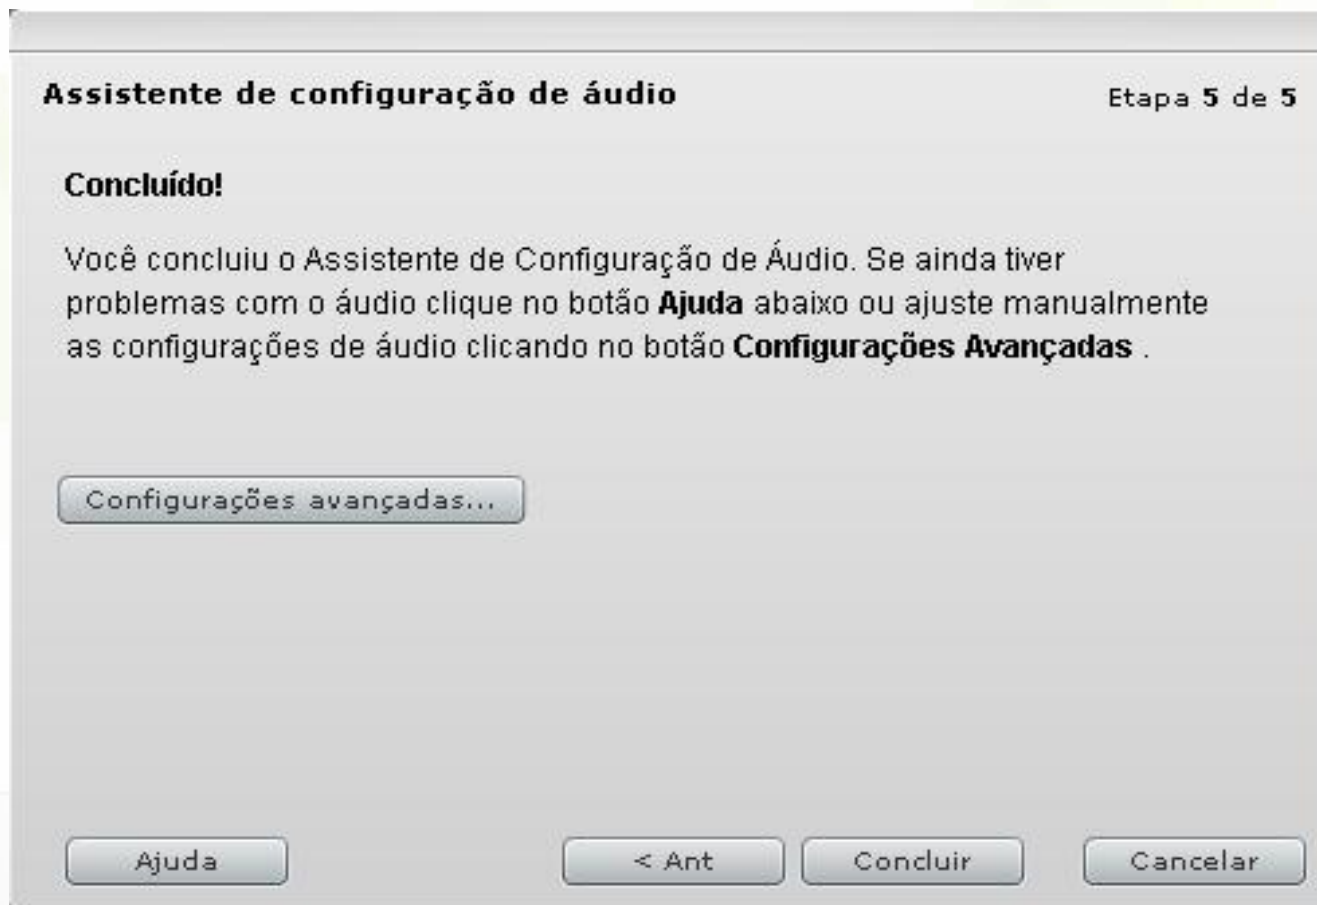 Assistente de configuração de áudio
Etapa 5 de 5
Concluído!
Você concluiu o Assistente de Configuração de Áudio. Se ainda tiver
problemas com o áudio clique no botão Ajuda abaixo ou ajuste manualmente
as configurações de áudio clicando no botão Configurações Avançadas .
Configurações avançadas...
Ajuda
< Ant
Concluir
Cancelar